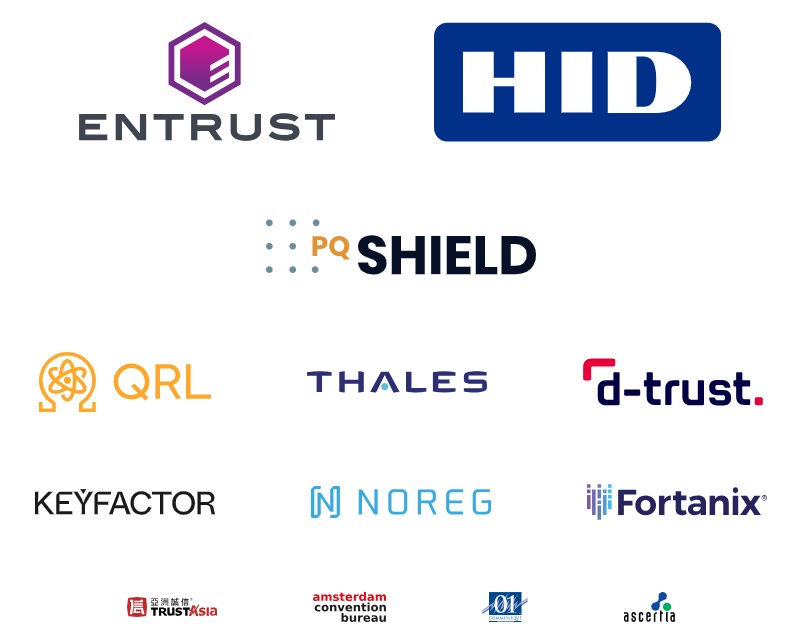 ENTRUST
HID
PQ SHIELD
QRL
THALES
d-trust.
KEYFACTOR
NOREG
Fortanix®
亞洲誠信®
TRUSTAsia
amsterdam
convention
bureau
01
COMMUNIQUE
ascertia